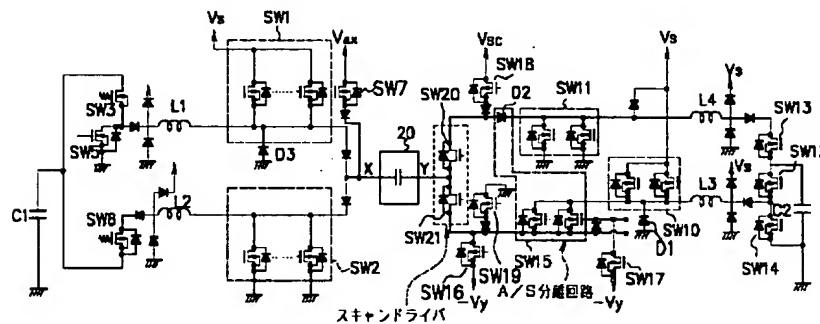 Vs
SW1
Vax
Vsc
SW18
Vs
SW3
L1
SW7
SW20
D2
SW11
L4
Vs
SW13
SW5
20
D3
X
Y
SW12
Vs
L3
C1
SW6
L2
SW21
SW10
C2
SW2
SW15
D1
SW14
SW19
SW17
SW16
A/S分離回路
-Vy
-Vy
スキャンドライバ